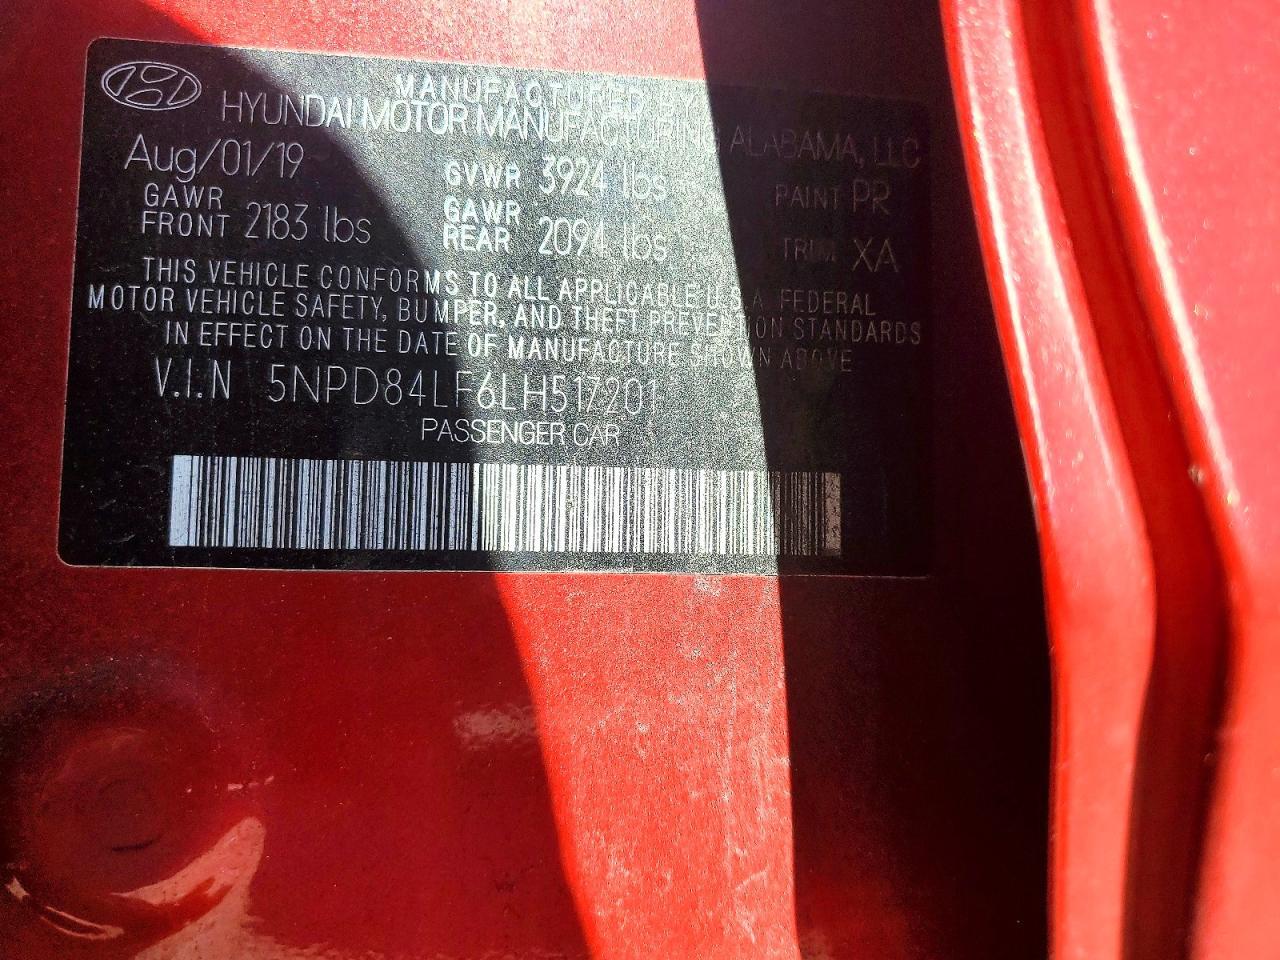 MANUFACTURED BY
HYUNDAI MOTOR MANUFACTURING ALABAMA, LLC
Aug/01/19 GVWR 3924 lbs PAINT PR
GAWR FRONT 2183 lbs GAWR REAR 2094 lbs TRIM XA
THIS VEHICLE CONFORMS TO ALL APPLICABLE U.S.A. FEDERAL
MOTOR VEHICLE SAFETY, BUMPER, AND THEFT PREVENTION STANDARDS
IN EFFECT ON THE DATE OF MANUFACTURE SHOWN ABOVE
V.I.N 5NPD84LF6LH517201
PASSENGER CAR